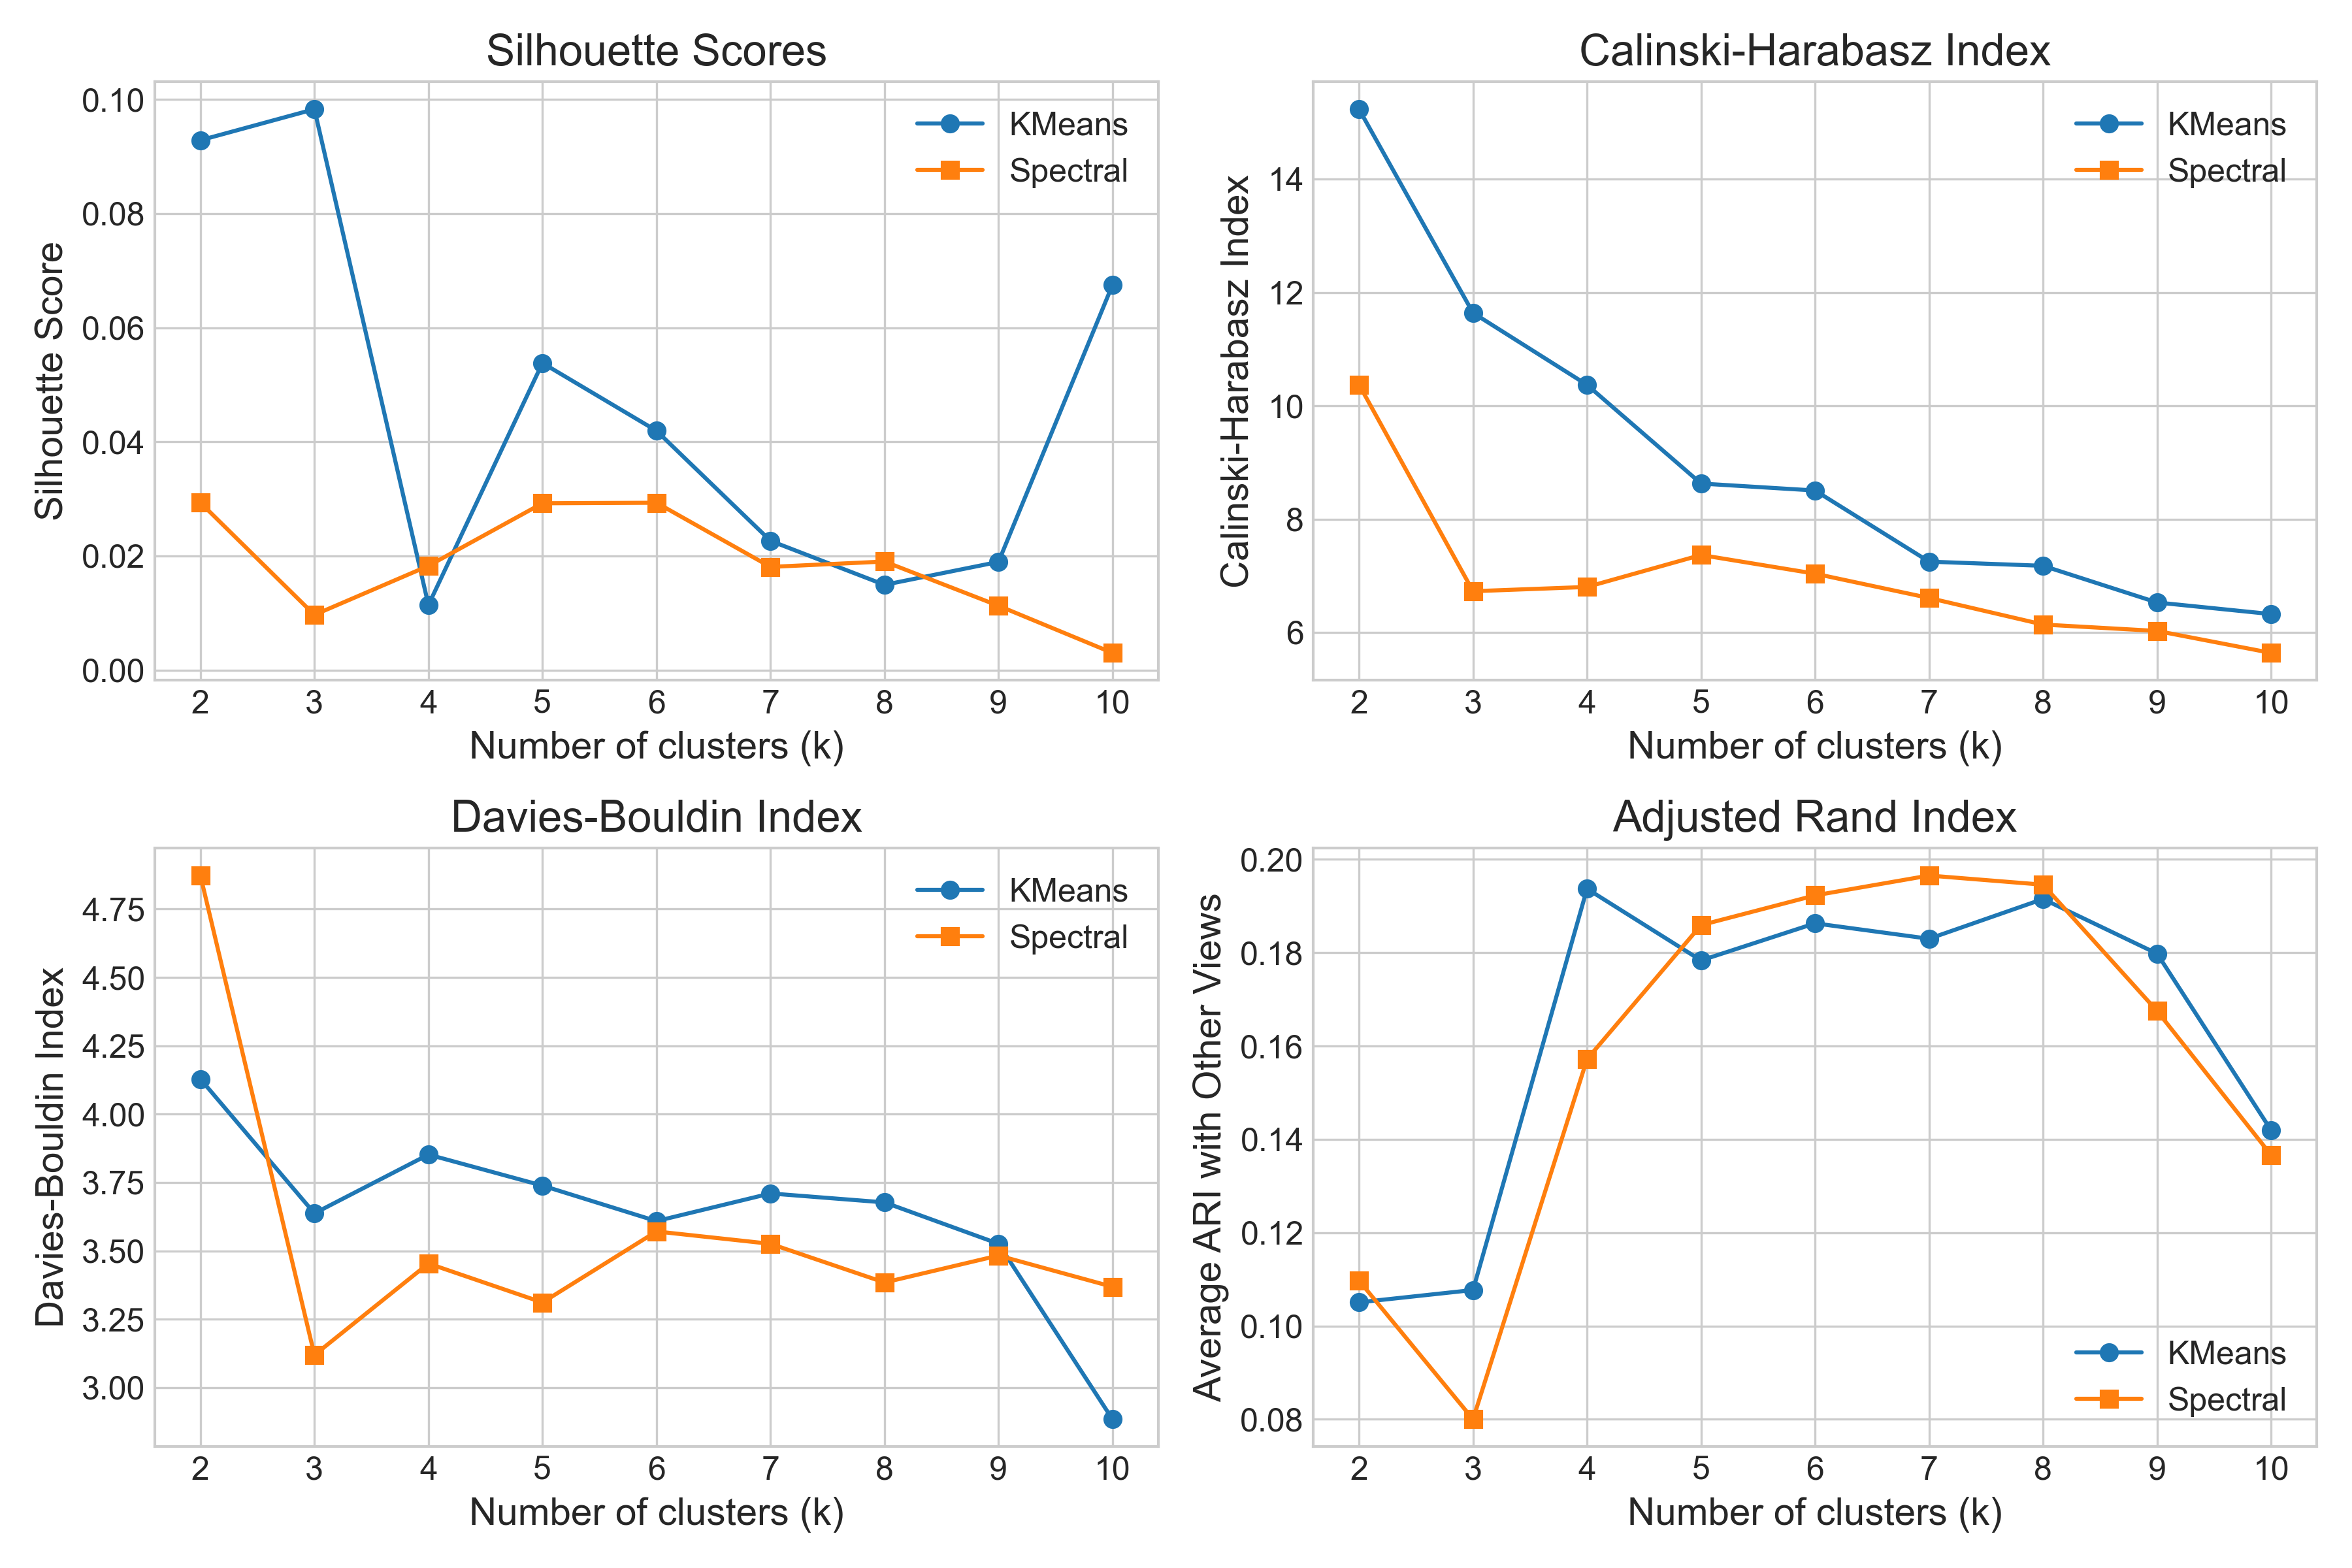 Silhouette Scores
Silhouette Score
0.10
0.08
0.06
0.04
0.02
0.00
KMeans
Spectral
2 3 4 5 6 7 8 9 10
Number of clusters (k)
Calinski-Harabasz Index
Calinski-Harabasz Index
14
12
10
8
6
KMeans
Spectral
2 3 4 5 6 7 8 9 10
Number of clusters (k)
Davies-Bouldin Index
Davies-Bouldin Index
4.75
4.50
4.25
4.00
3.75
3.50
3.25
3.00
KMeans
Spectral
2 3 4 5 6 7 8 9 10
Number of clusters (k)
Adjusted Rand Index
Average ARI with Other Views
0.20
0.18
0.16
0.14
0.12
0.10
0.08
KMeans
Spectral
2 3 4 5 6 7 8 9 10
Number of clusters (k)